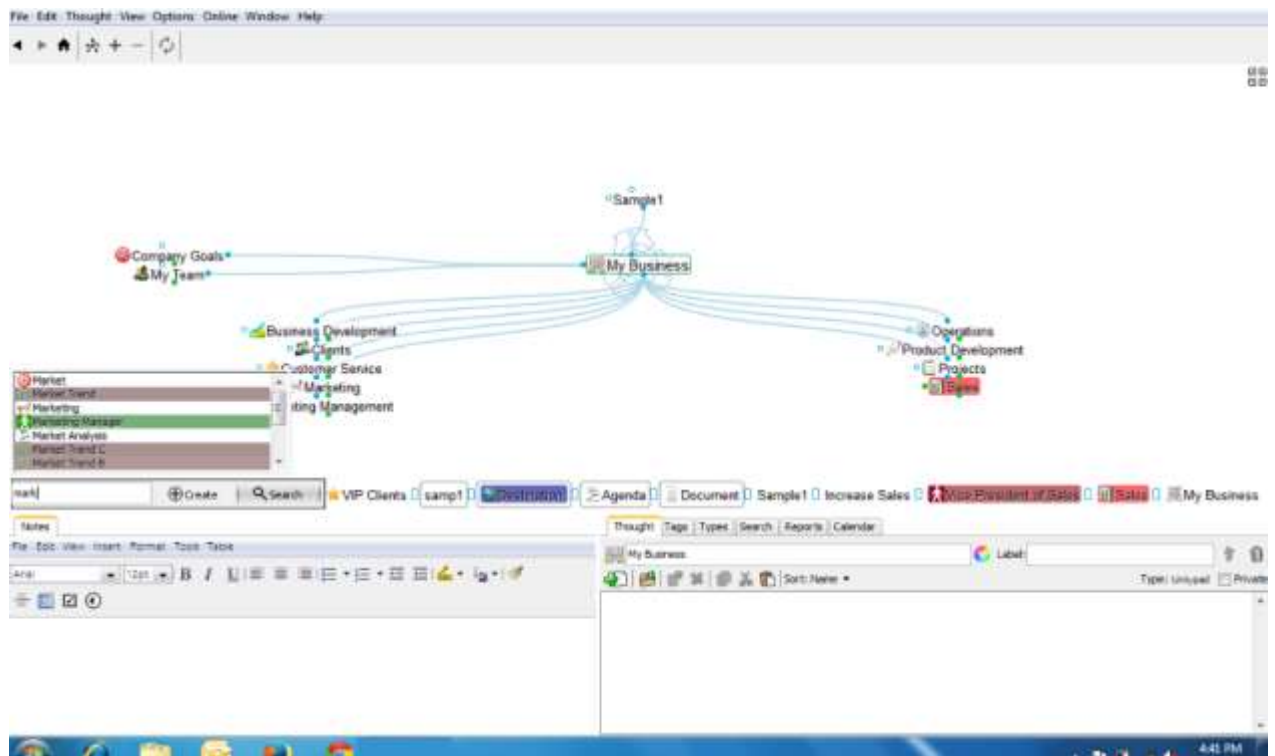 File Edit Thought View Options Online Window Help
Sample1
Company Goals
My Team
My Business
Business Development
Clients
Customer Service
Marketing
ting Management
Operations
Product Development
Projects
Sales
Market
Market Trend
Marketing
Marketing Manager
Market Analysis
Market Trend C
Market Trend B
mark Create Search VIP Clients samp1 Destination Agenda Document Sample1 Increase Sales Vice President of Sales Sales My Business
Notes
File Edit View Insert Format Tools Table
Arial 12pt B I U
Thought Tags Types Search Reports Calendar
My Business Label:
Sort: Name Type: Untyped Private
4:41 PM